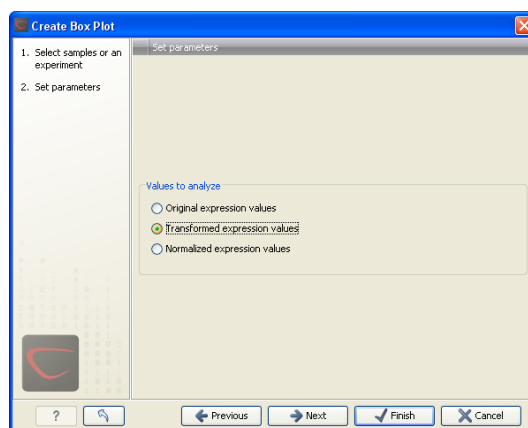 Create Box Plot
1. Select samples or an
experiment
2. Set parameters
Set parameters
Values to analyze
Original expression values
Transformed expression values
Normalized expression values
?
Previous
Next
Finish
Cancel